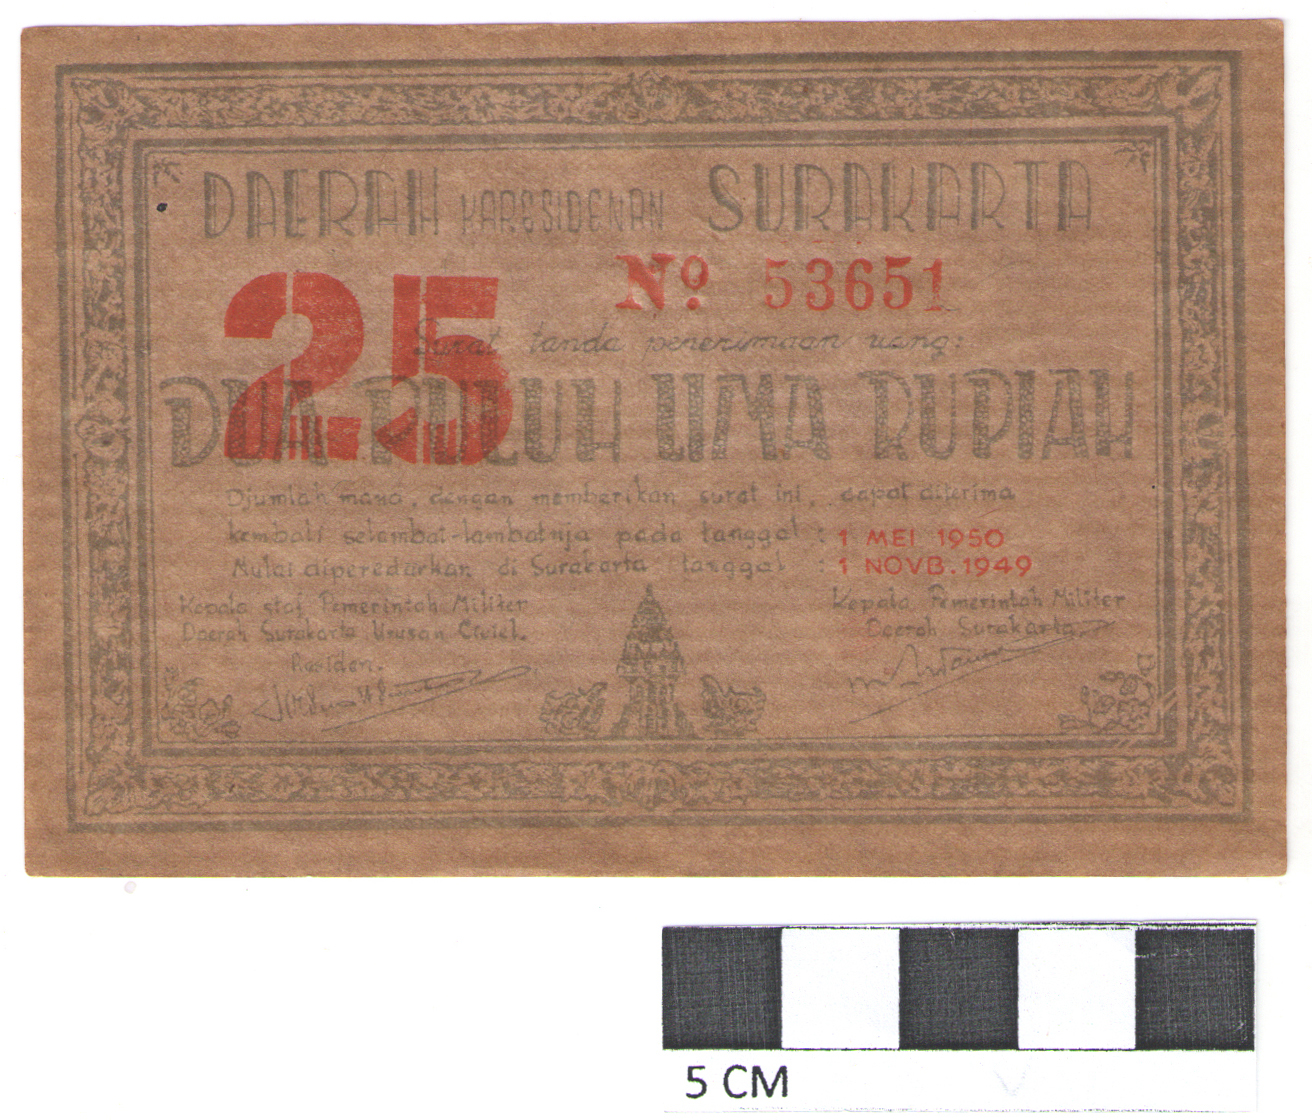 DAERAH KARESIDENAN SURAKARTA
25
No. 53651
Surat tanda penerimaan uang:
DUA PULUH LIMA RUPIAH
Djumlah mana, dengan memberikan surat ini, dapat diterima
kembali selambat-lambatnja pada tanggal : 1 MEI 1950
Mulai diperedarkan di Surakarta tanggal : 1 NOVB. 1949
Kepala staf Pemerintah Militer
Daerah Surakarta Urusan Civiel.
Residen.
Kepala Pemerintah Militer
Daerah Surakarta.
5 CM